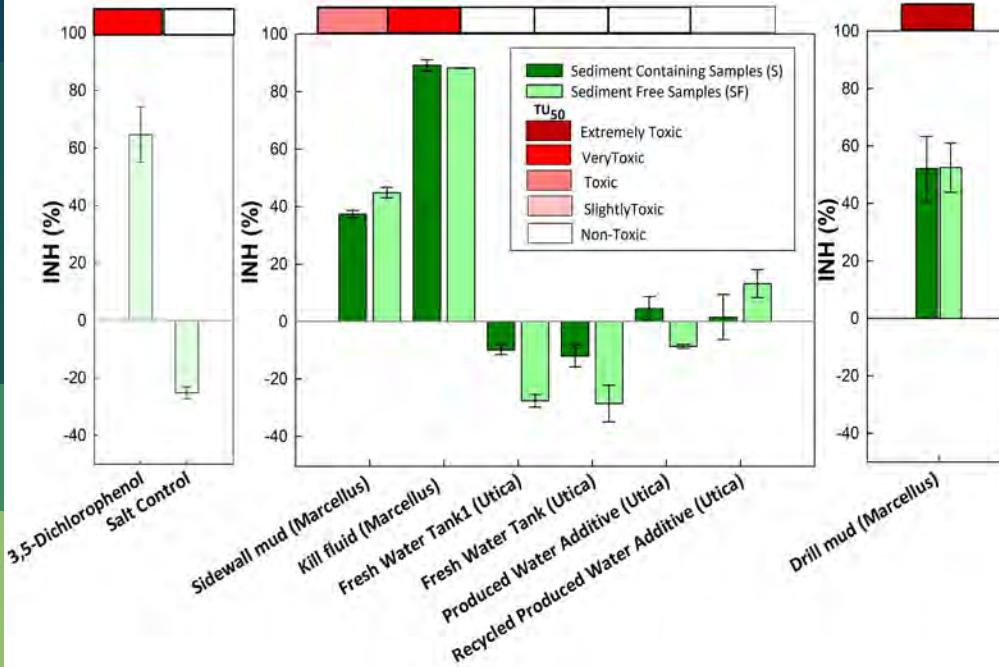 100
80
60
40
20
0
-20
-40
INH (%)
3,5-Dichlorophenol
Salt Control
100
80
60
40
20
0
-20
-40
INH (%)
Sediment Containing Samples (S)
Sediment Free Samples (SF)
TU50
Extremely Toxic
VeryToxic
Toxic
SlightlyToxic
Non-Toxic
Sidewall mud (Marcellus)
Kill fluid (Marcellus)
Fresh Water Tank1 (Utica)
Fresh Water Tank (Utica)
Produced Water Additive (Utica)
Recycled Produced Water Additive (Utica)
100
80
60
40
20
0
-20
-40
INH (%)
Drill mud (Marcellus)